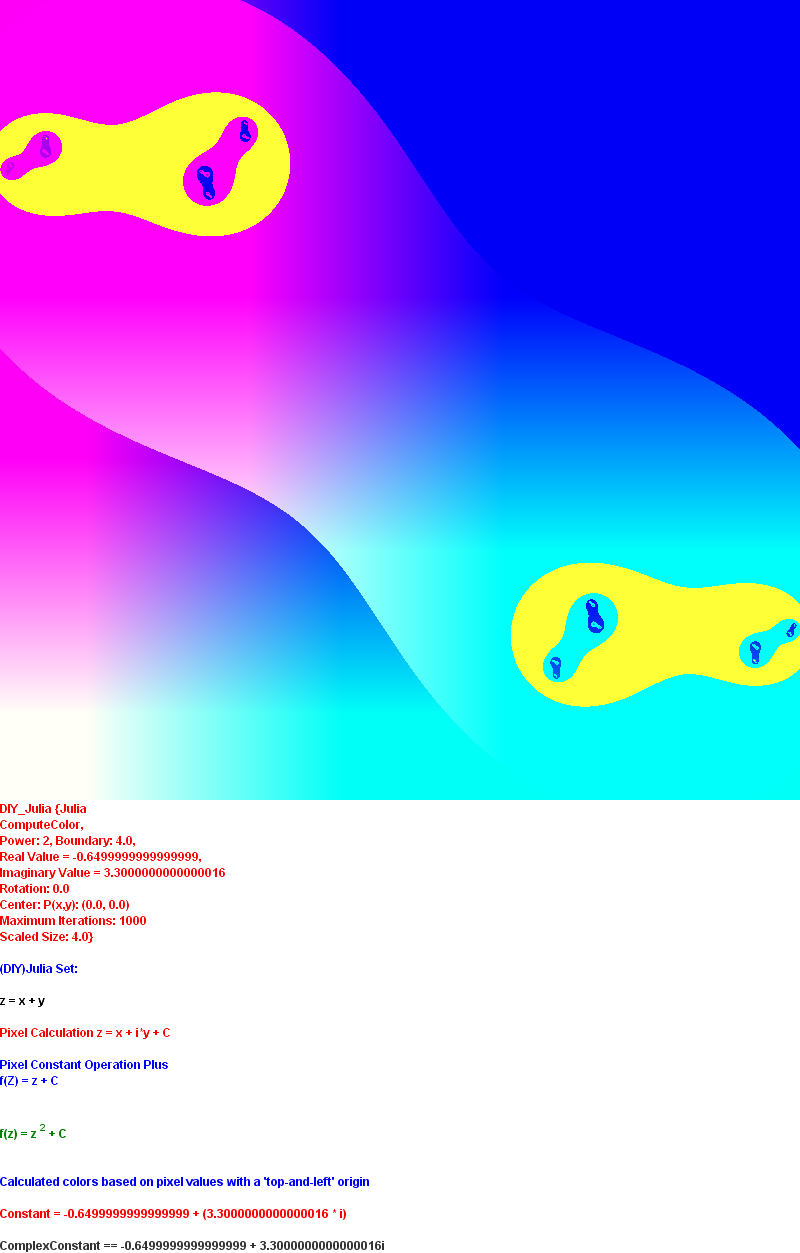 DIY_Julia {Julia
ComputeColor,
Power: 2, Boundary: 4.0,
Real Value = -0.6499999999999999,
Imaginary Value = 3.3000000000000016
Rotation: 0.0
Center: P(x,y): (0.0, 0.0)
Maximum Iterations: 1000
Scaled Size: 4.0}
(DIY)Julia Set:
z = x + y
Pixel Calculation z = x + i*y + C
Pixel Constant Operation Plus
f(Z) = z + C
f(z) = z 2 + C
Calculated colors based on pixel values with a 'top-and-left' origin
Constant = -0.6499999999999999 + (3.3000000000000016 * i)
ComplexConstant == -0.6499999999999999 + 3.3000000000000016i